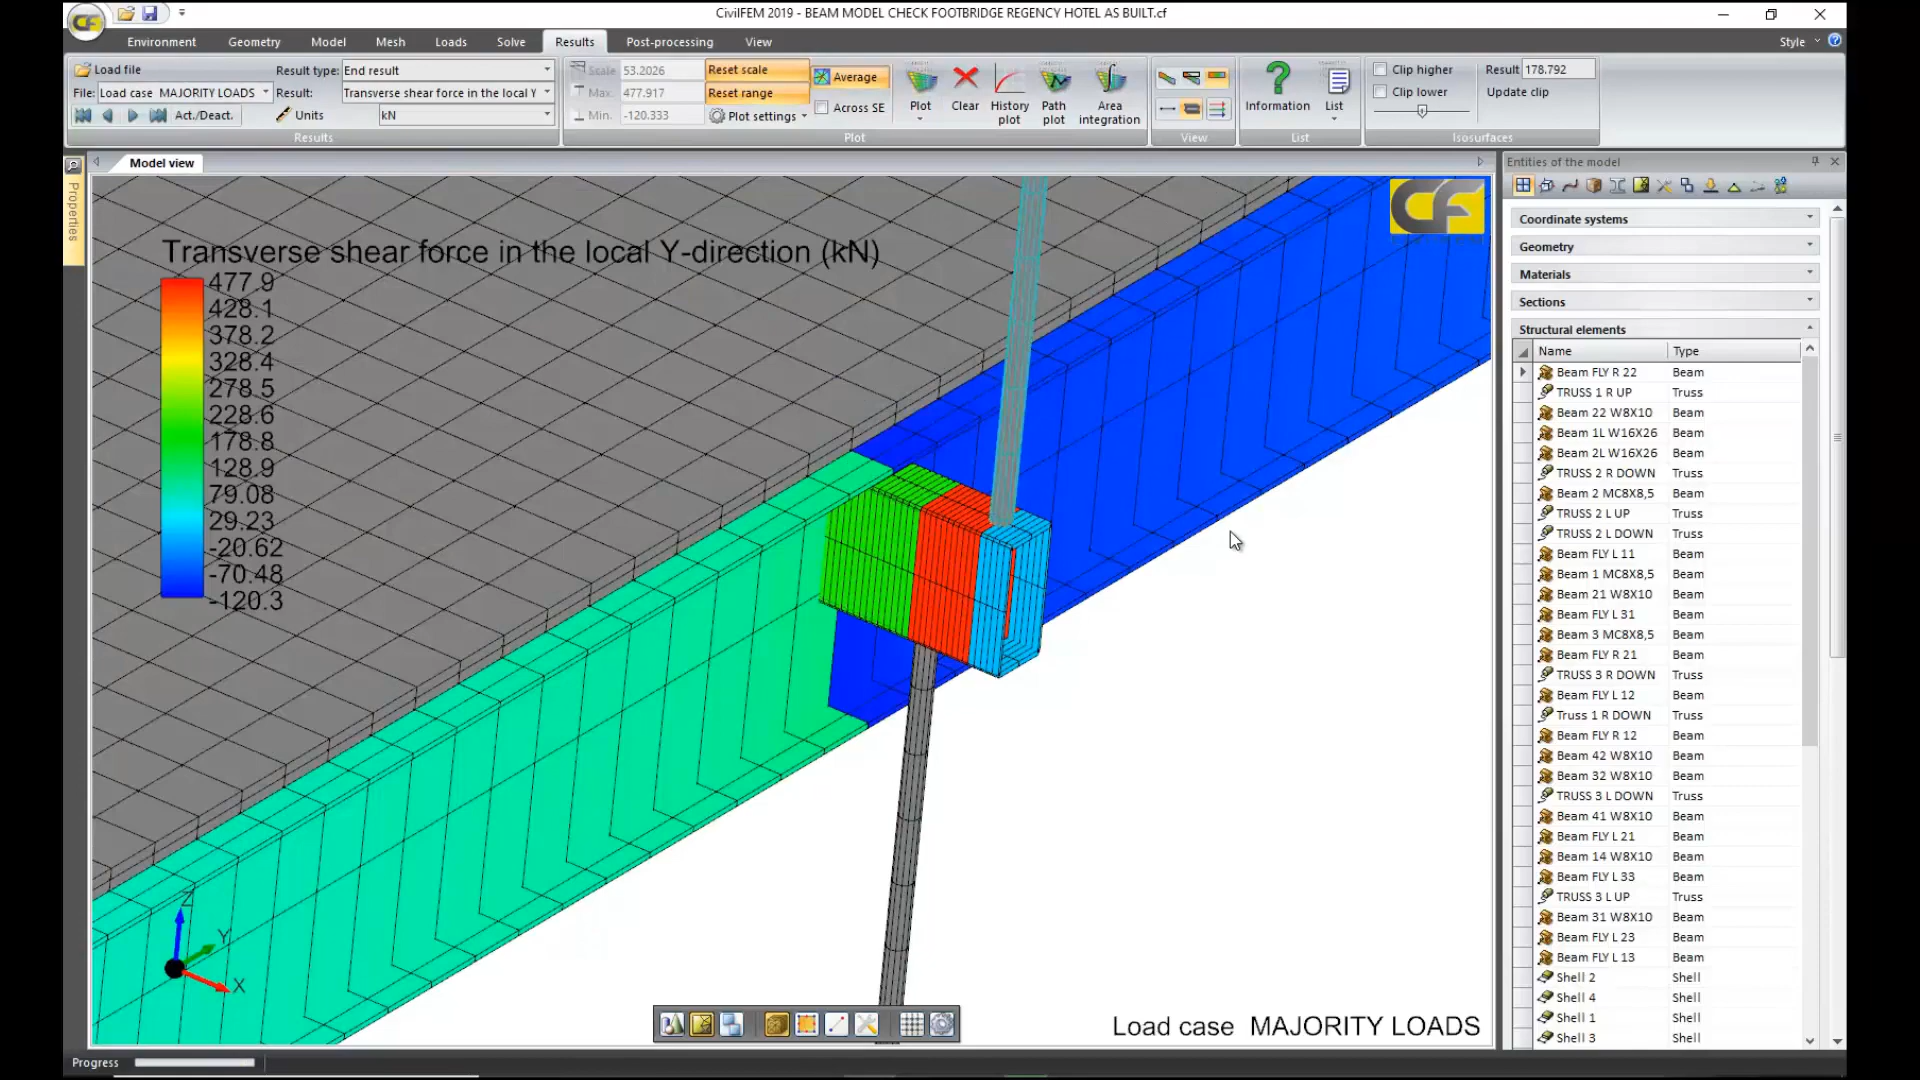 CivilFEM 2019 - BEAM MODEL CHECK FOOTBRIDGE REGENCY HOTEL AS BUILT.cf
CF
Environment Geometry Model Mesh Loads Solve Results Post-processing View Style
Load file
File: Load case MAJORITY LOADS
Act./Deact.
Result type: End result
Result: Transverse shear force in the local Y
Units kN
Results
Scale 53.2026
Max. 477.917
Min. -120.333
Reset scale
Reset range
Plot settings
Average
Across SE
Plot
Clear
History plot
Path plot
Area integration
Plot
View
Information
List
List
Clip higher
Clip lower
Result 178.792
Update clip
Isosurfaces
Properties
Model view
Transverse shear force in the local Y-direction (kN)
477.9
428.1
378.2
328.4
278.5
228.6
178.8
128.9
79.08
29.23
-20.62
-70.48
-120.3
CF
Z
Y
X
Load case MAJORITY LOADS
Entities of the model
Coordinate systems
Geometry
Materials
Sections
Structural elements
Name Type
Beam FLY R 22 Beam
TRUSS 1 R UP Truss
Beam 22 W8X10 Beam
Beam 1L W16X26 Beam
Beam 2L W16X26 Beam
TRUSS 2 R DOWN Truss
Beam 2 MC8X8,5 Beam
TRUSS 2 L UP Truss
TRUSS 2 L DOWN Truss
Beam FLY L 11 Beam
Beam 1 MC8X8,5 Beam
Beam 21 W8X10 Beam
Beam FLY L 31 Beam
Beam 3 MC8X8,5 Beam
Beam FLY R 21 Beam
TRUSS 3 R DOWN Truss
Beam FLY L 12 Beam
Truss 1 R DOWN Truss
Beam FLY R 12 Beam
Beam 42 W8X10 Beam
Beam 32 W8X10 Beam
TRUSS 3 L DOWN Truss
Beam 41 W8X10 Beam
Beam FLY L 21 Beam
Beam 14 W8X10 Beam
Beam FLY L 33 Beam
TRUSS 3 L UP Truss
Beam 31 W8X10 Beam
Beam FLY L 23 Beam
Beam FLY L 13 Beam
Shell 2 Shell
Shell 4 Shell
Shell 1 Shell
Shell 3 Shell
Progress